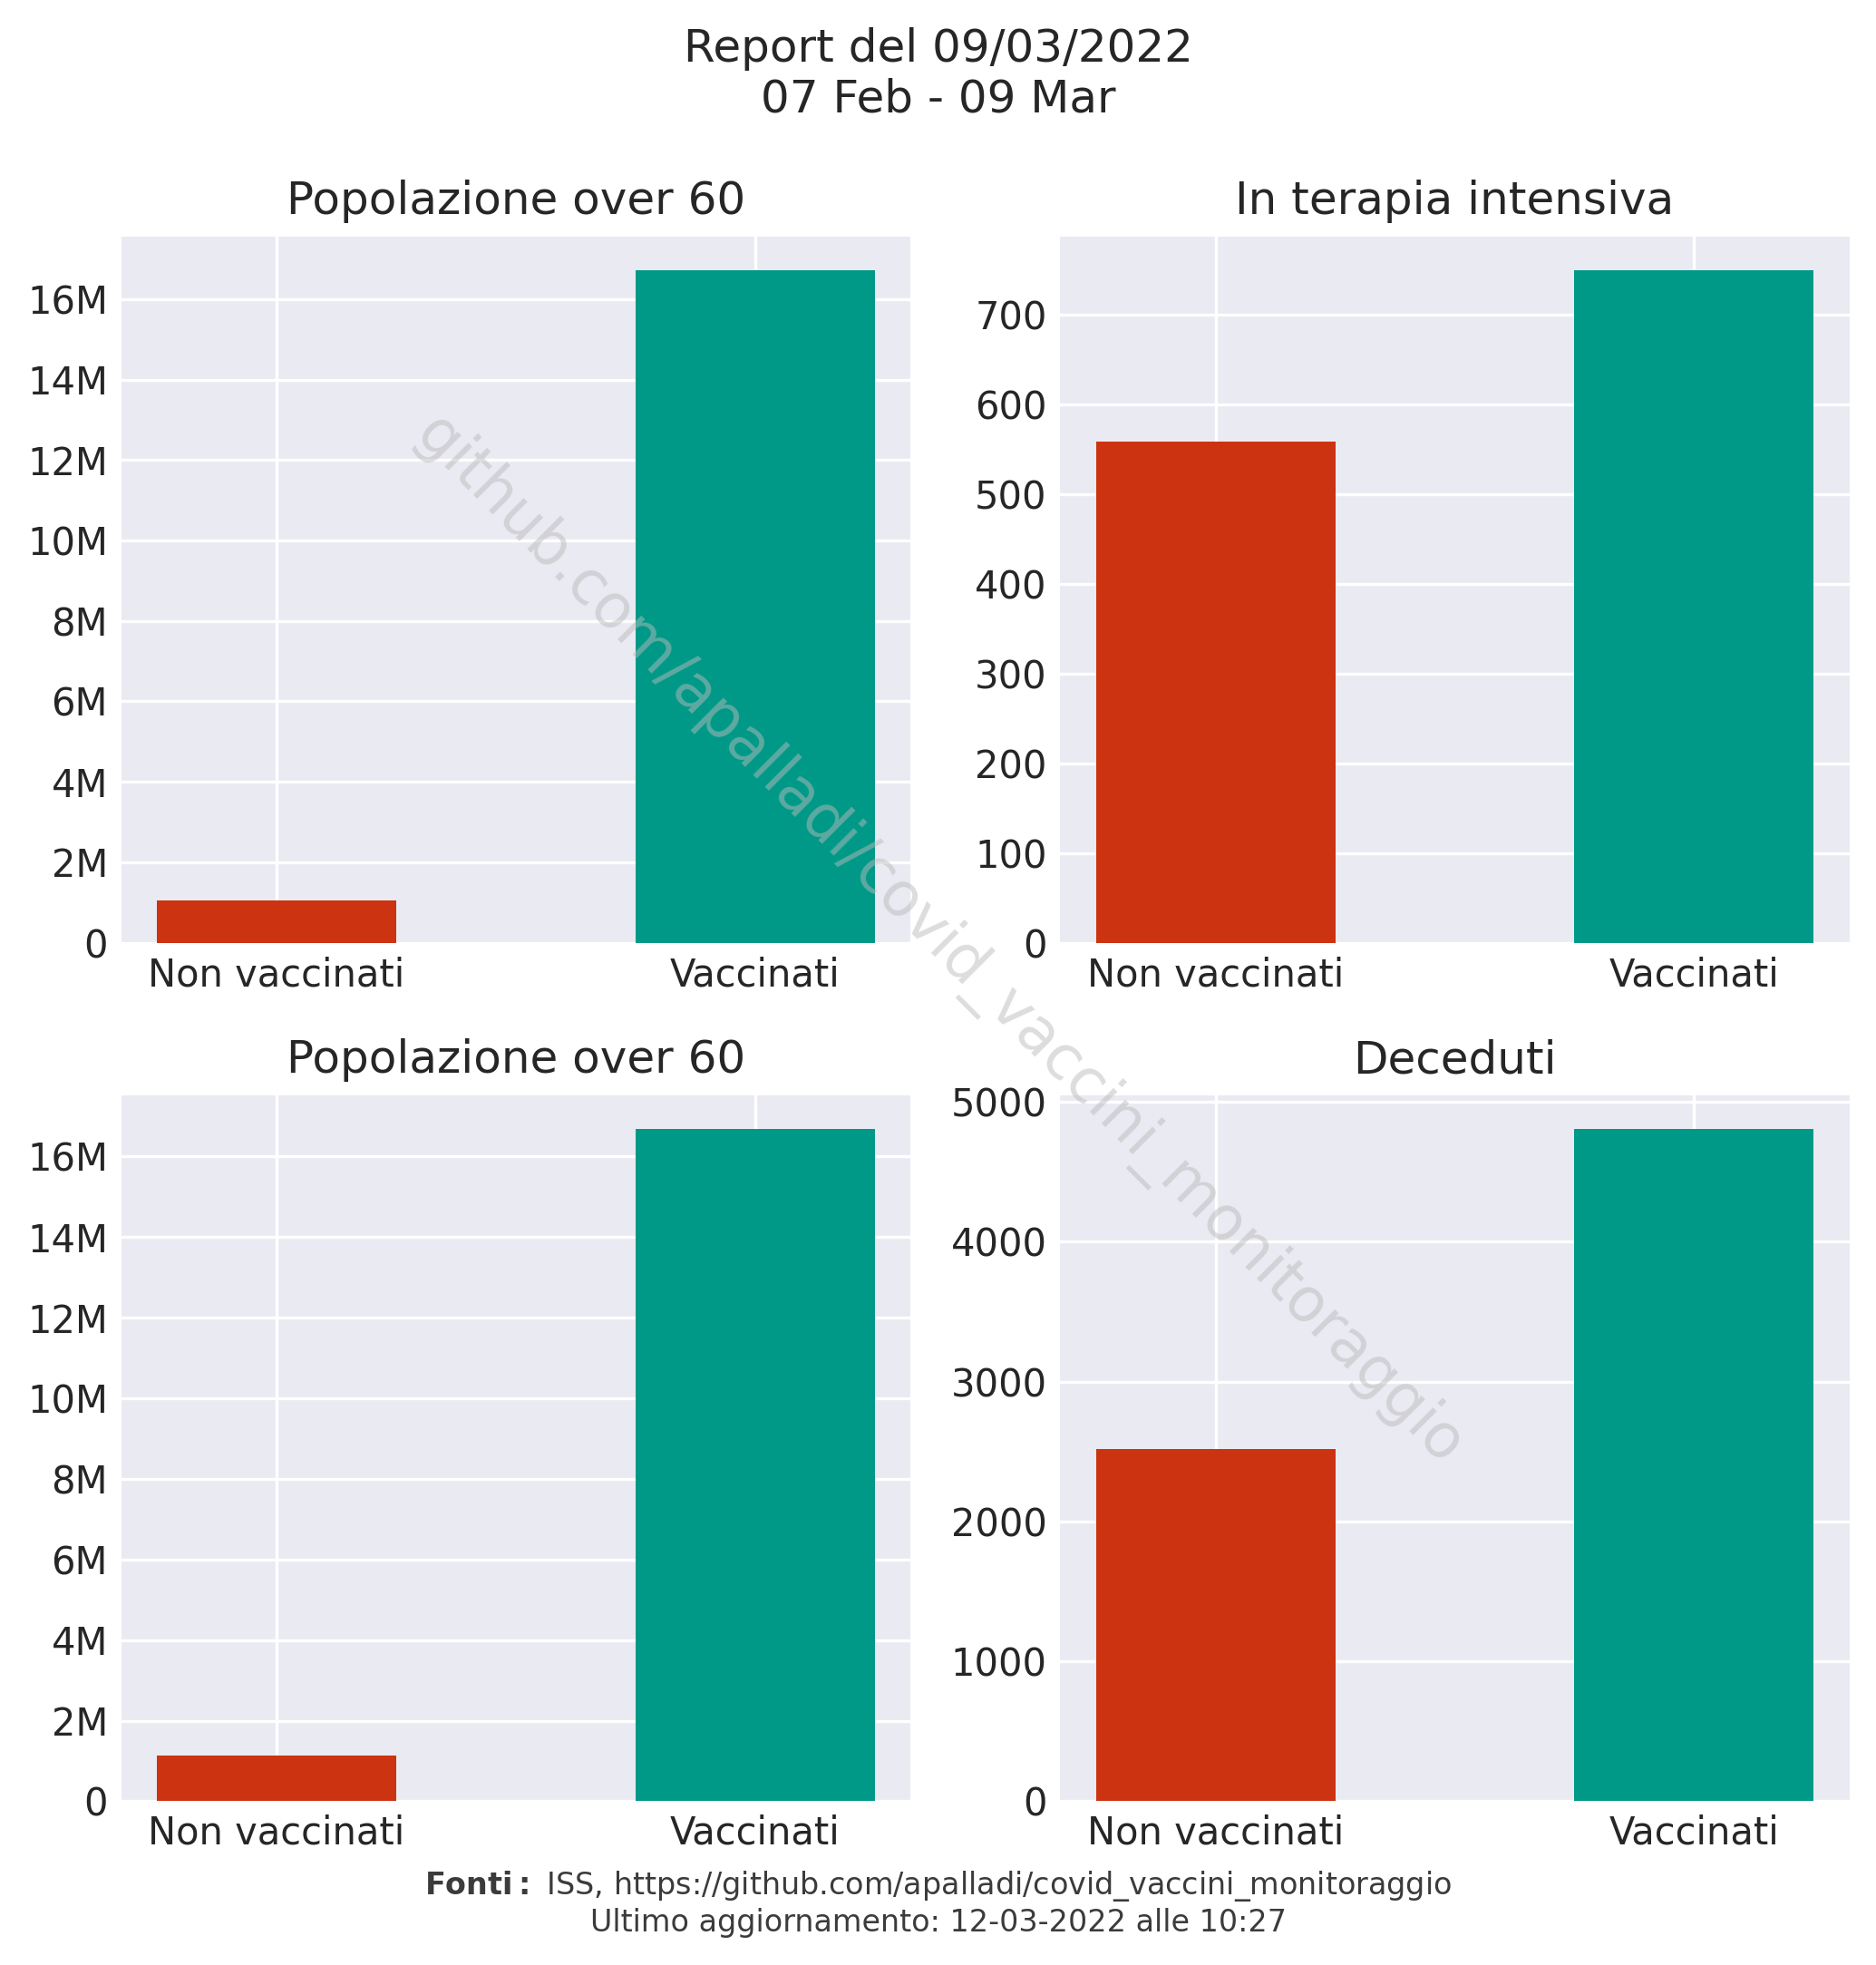 Report del 09/03/2022
07 Feb - 09 Mar
Popolazione over 60
16M
14M
12M
10M
8M
6M
4M
2M
0
Non vaccinati
Vaccinati
In terapia intensiva
700
600
500
400
300
200
100
0
Non vaccinati
Vaccinati
Popolazione over 60
16M
14M
12M
10M
8M
6M
4M
2M
0
Non vaccinati
Vaccinati
Deceduti
5000
4000
3000
2000
1000
0
Non vaccinati
Vaccinati
github.com/apalladi/covid_vaccini_monitoraggio
Fonti: ISS, https://github.com/apalladi/covid_vaccini_monitoraggio
Ultimo aggiornamento: 12-03-2022 alle 10:27